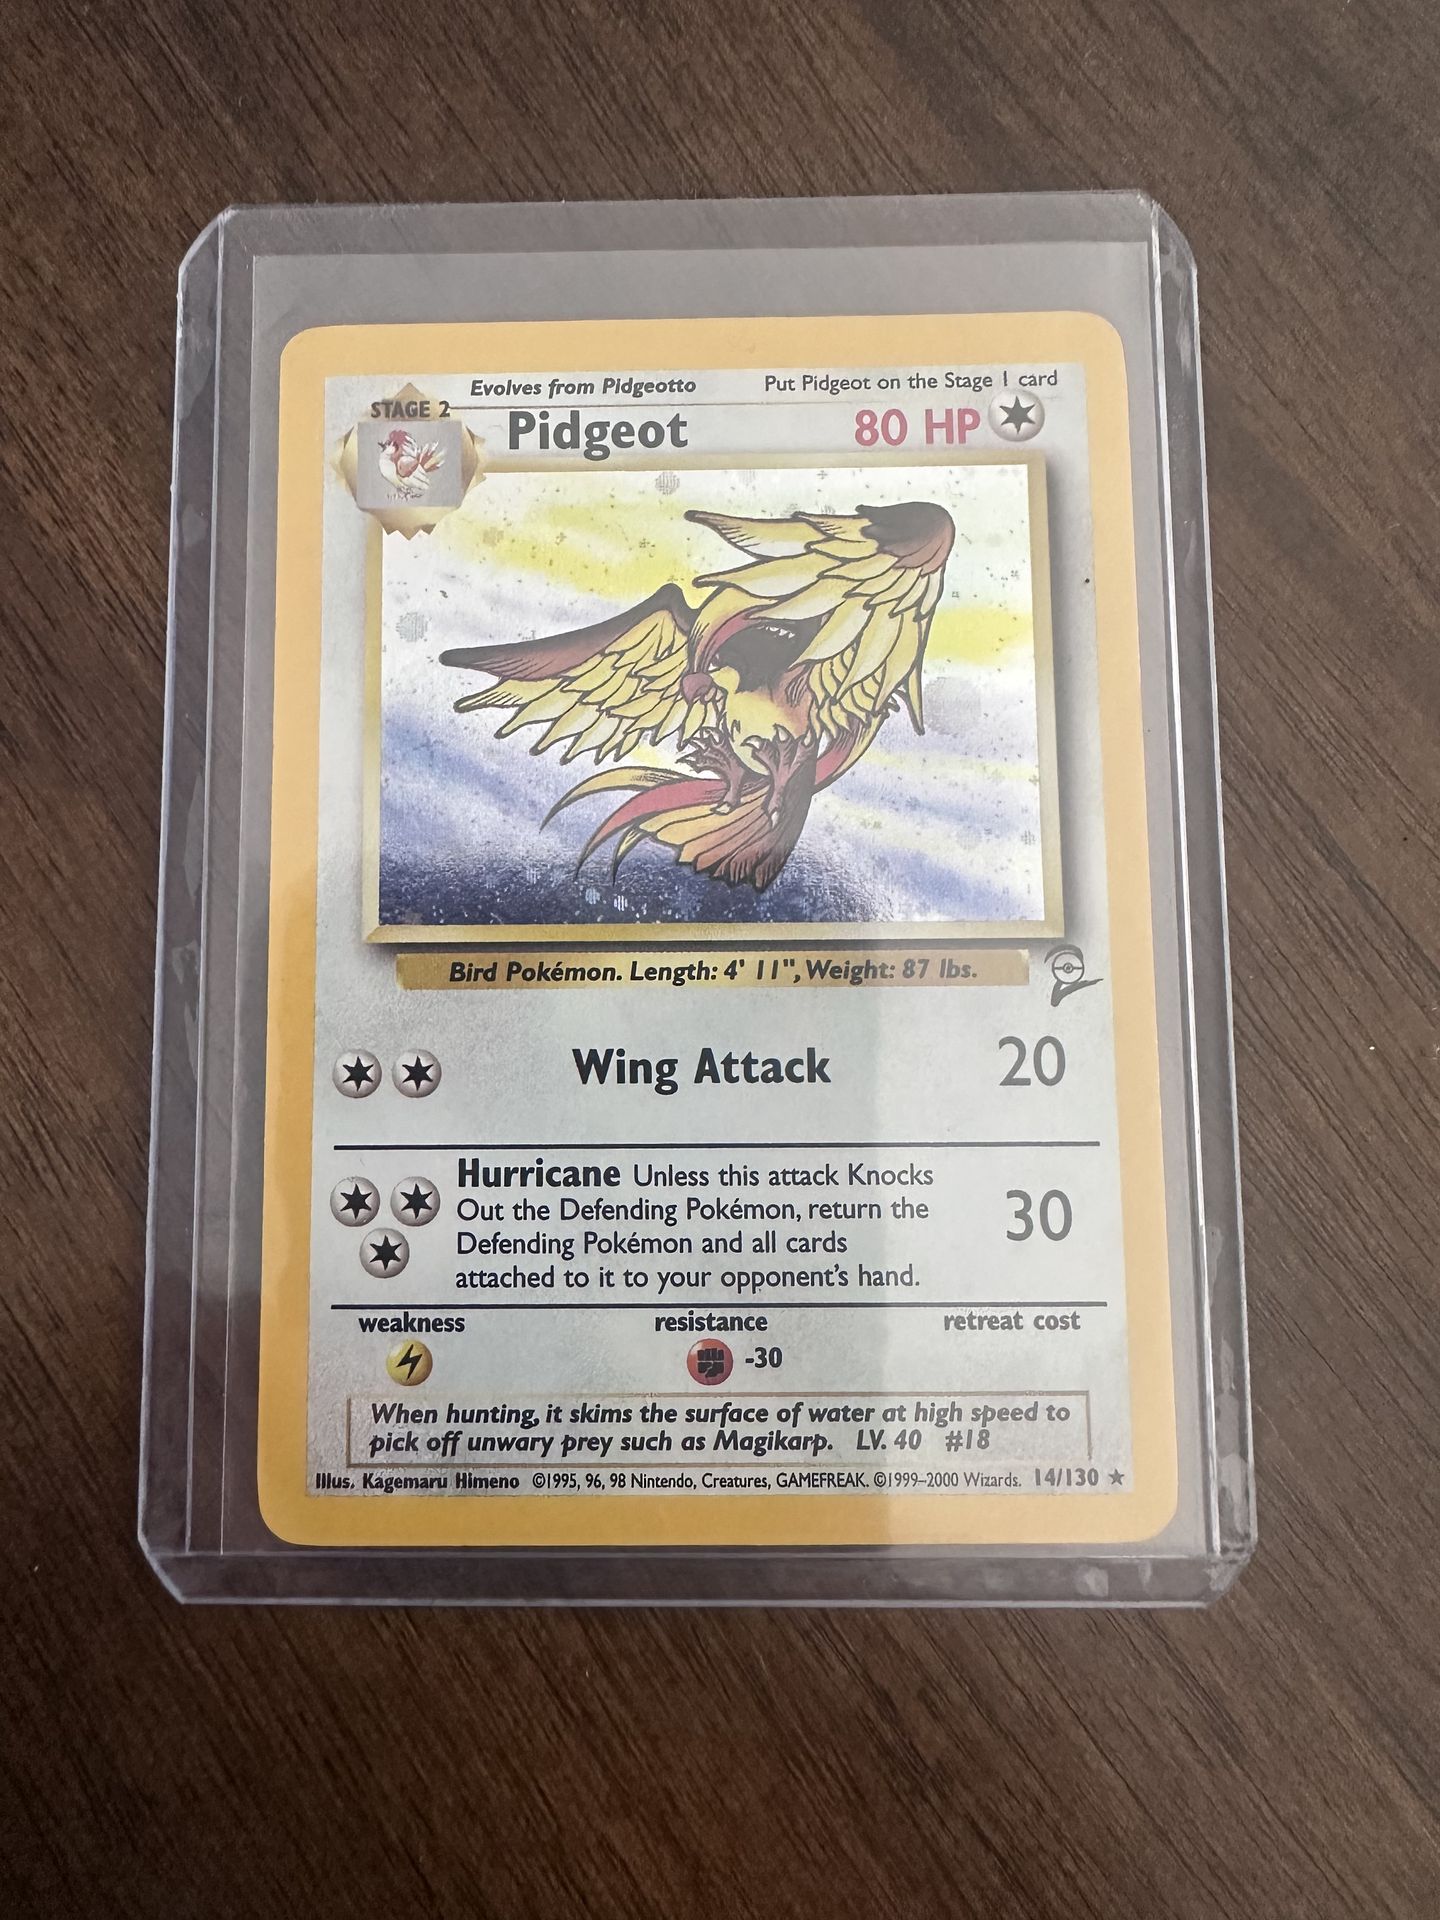 Evolves from Pidgeotto
Put Pidgeot on the Stage 1 card
STAGE 2
Pidgeot
80 HP
Bird Pokémon. Length: 4' 11", Weight: 87 lbs.
Wing Attack
20
Hurricane Unless this attack Knocks
Out the Defending Pokémon, return the
Defending Pokémon and all cards
attached to it to your opponent's hand.
30
weakness
resistance
retreat cost
-30
When hunting, it skims the surface of water at high speed to
pick off unwary prey such as Magikarp. LV. 40 #18
Illus. Kagemaru Himeno ©1995, 96, 98 Nintendo, Creatures, GAMEFREAK. ©1999–2000 Wizards. 14/130 ★